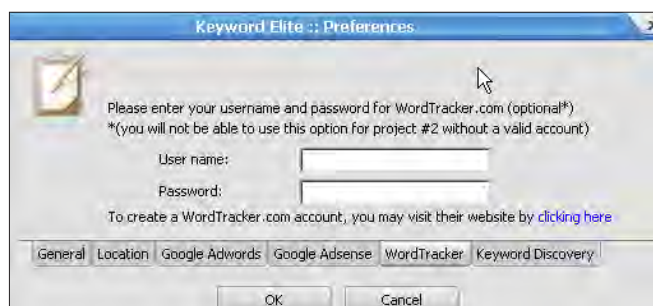 Keyword Elite :: Preferences
Please enter your username and password for WordTracker.com (optional*)
*(you will not be able to use this option for project #2 without a valid account)
User name:
Password:
To create a WordTracker.com account, you may visit their website by clicking here
General Location Google Adwords Google Adsense WordTracker Keyword Discovery
OK Cancel